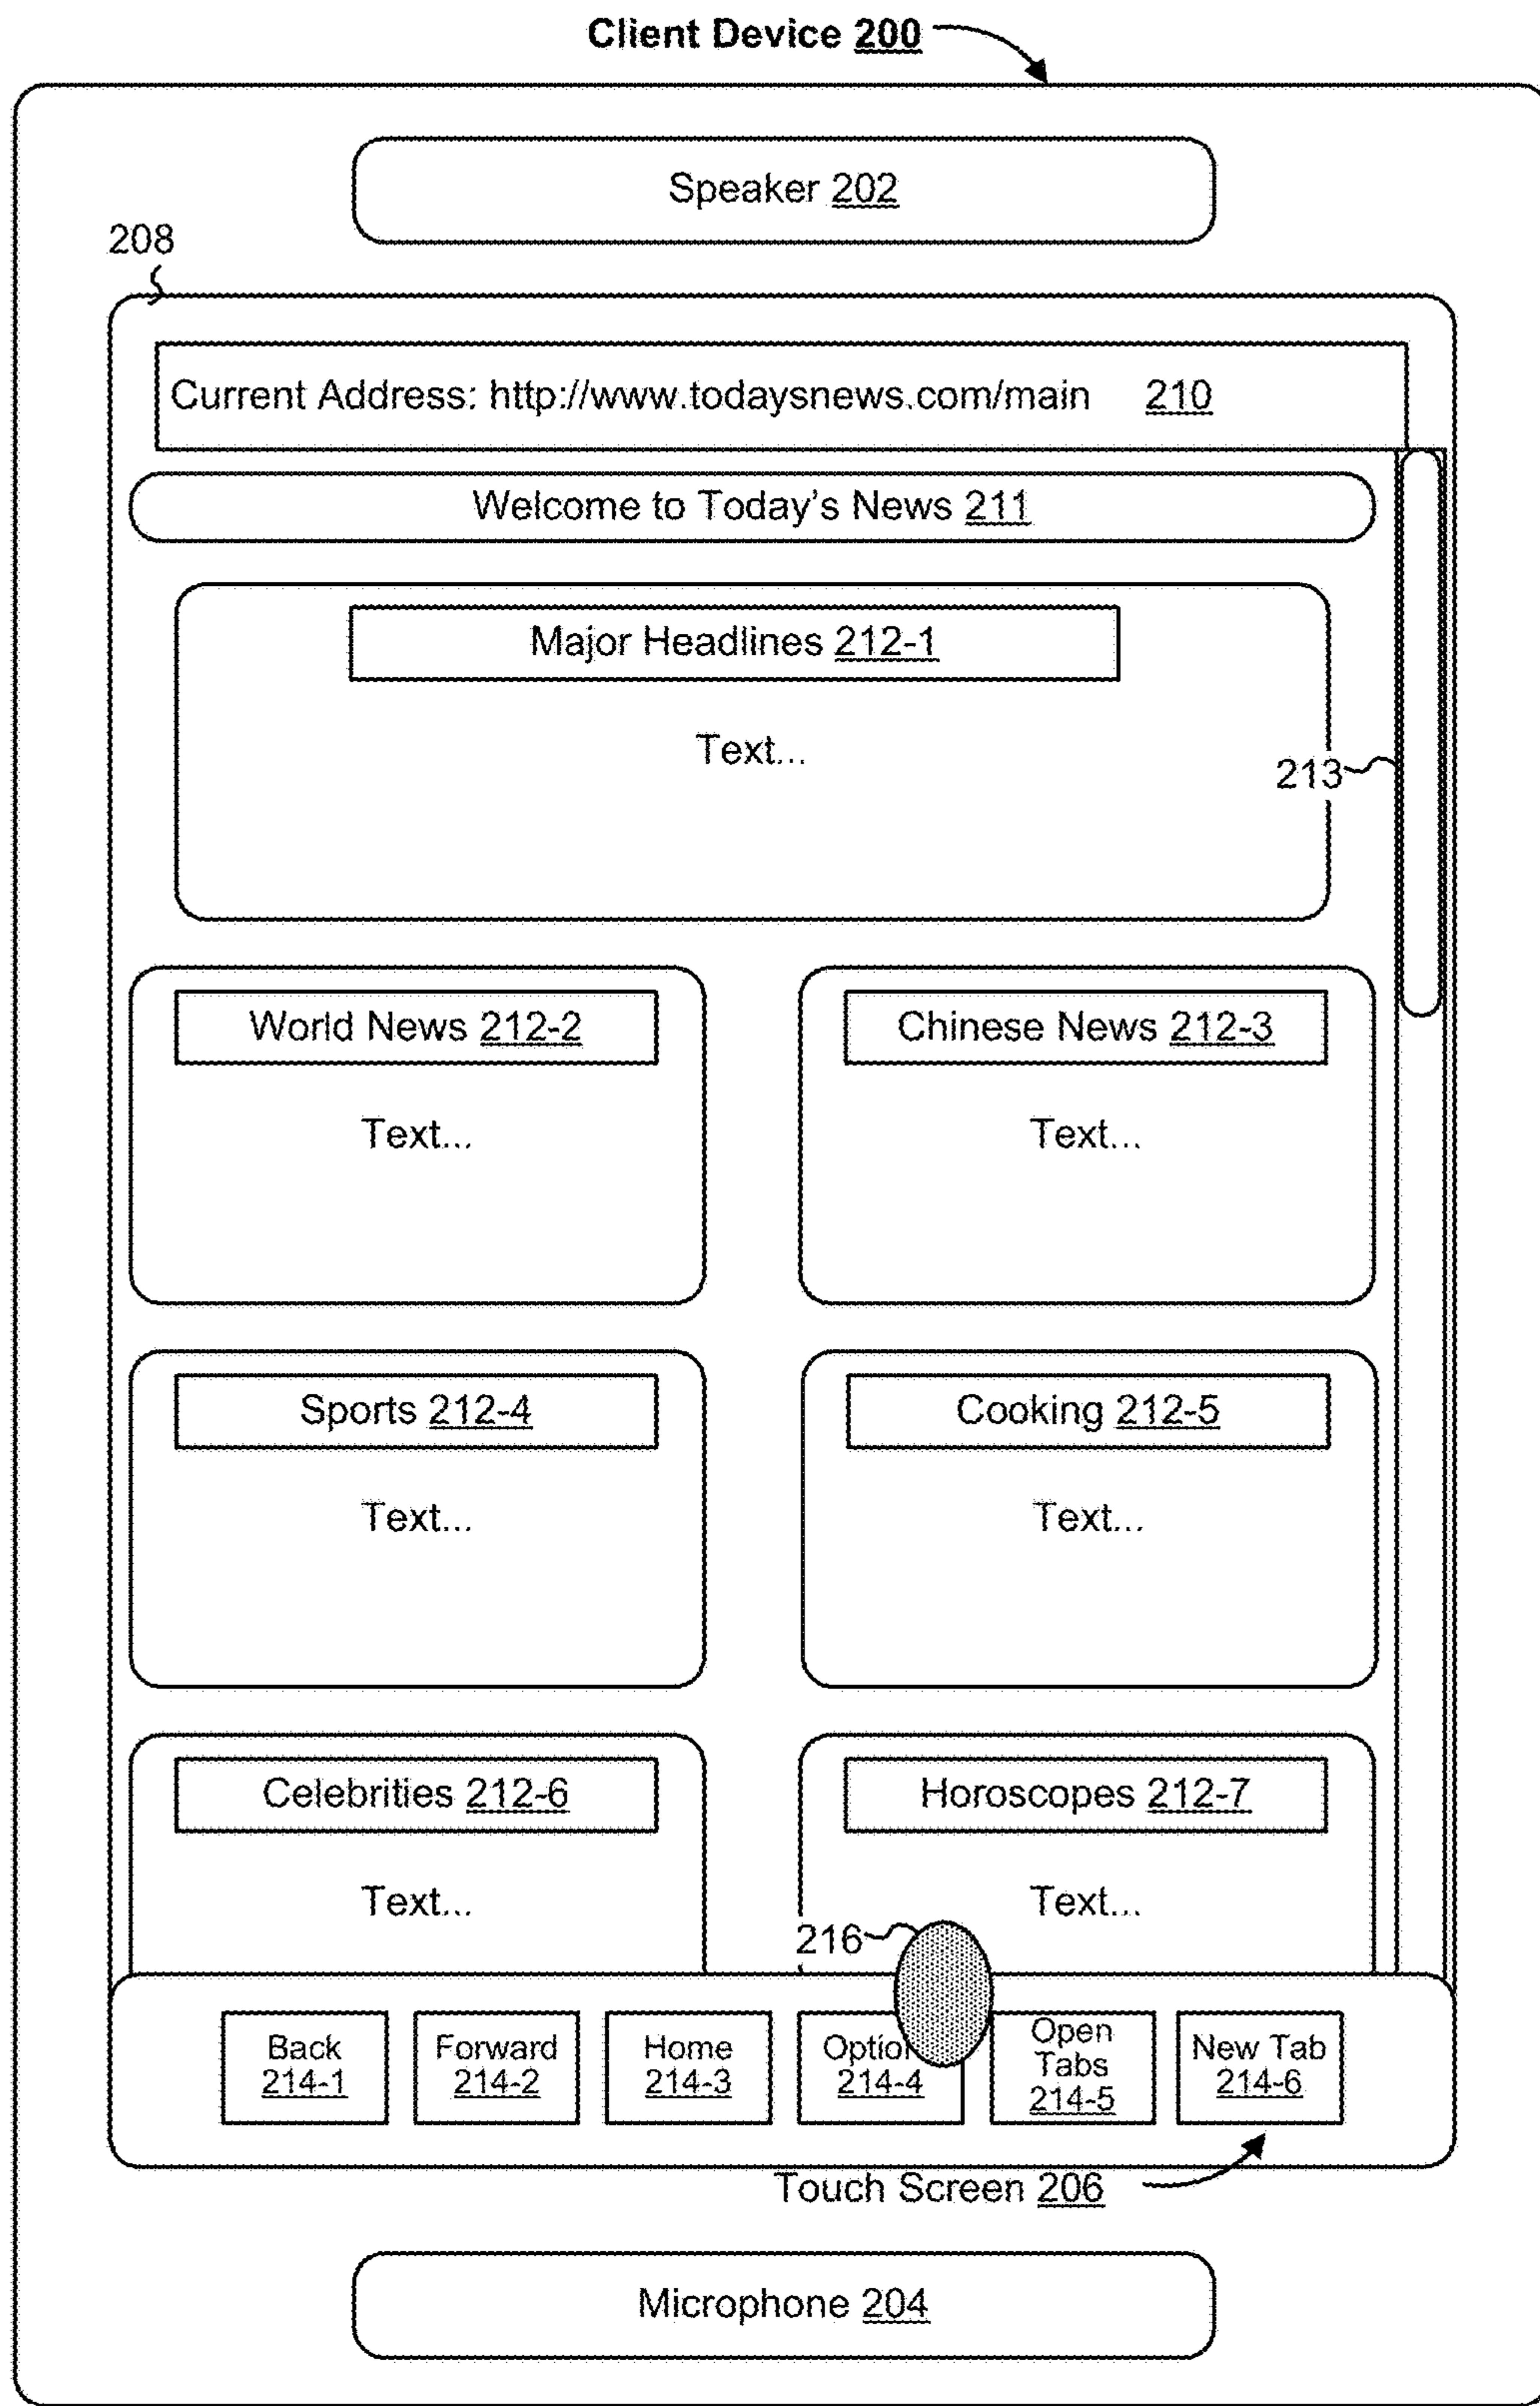 Client Device 200
Speaker 202
208
Current Address: http://www.todaysnews.com/main 210
Welcome to Today's News 211
Major Headlines 212-1
Text...
213
World News 212-2
Chinese News 212-3
Text...
Text...
Sports 212-4
Cooking 212-5
Text...
Text...
Celebrities 212-6
Horoscopes 212-7
Text...
Text...
216
Back
214-1
Forward
214-2
Home
214-3
214-4
Open
Tabs
214-5
New Tab
214-6
Touch Screen 206
Microphone 204